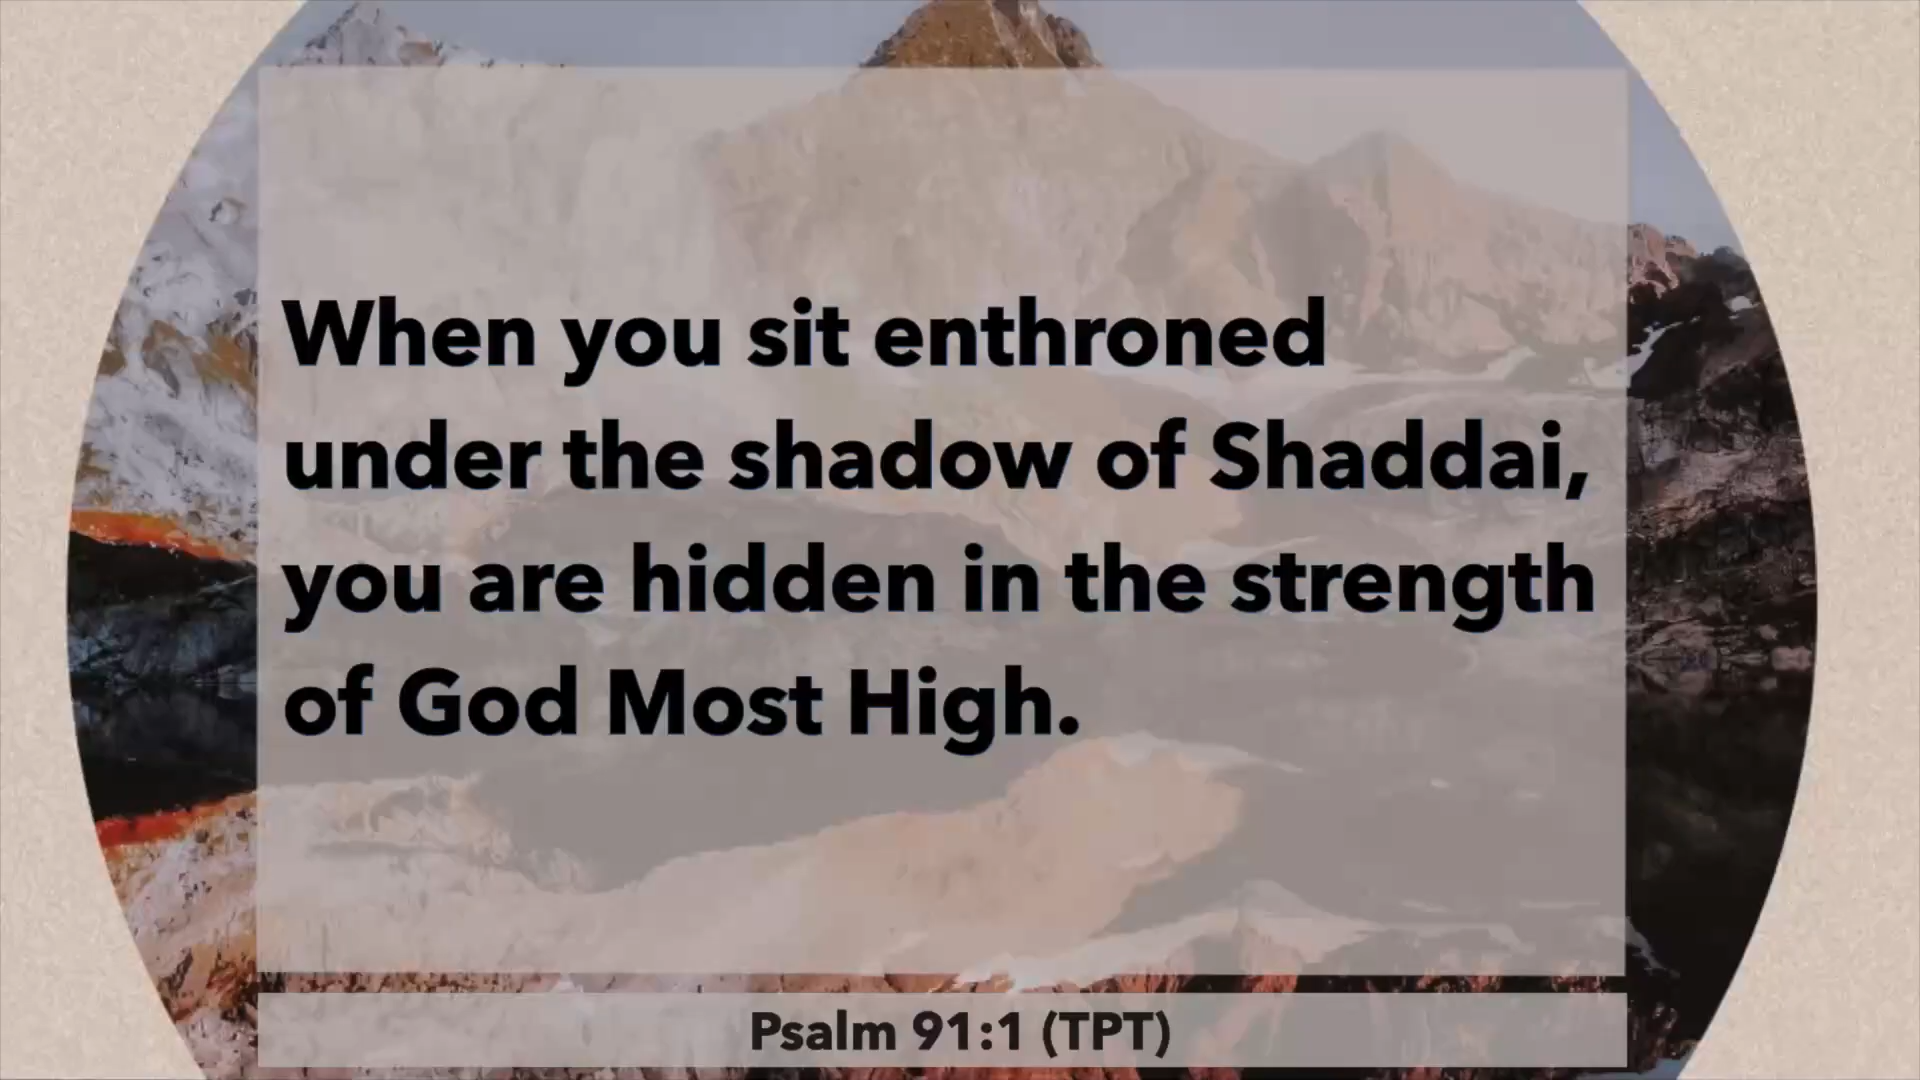 When you sit enthroned
under the shadow of Shaddai,
you are hidden in the strength
of God Most High.
Psalm 91:1 (TPT)